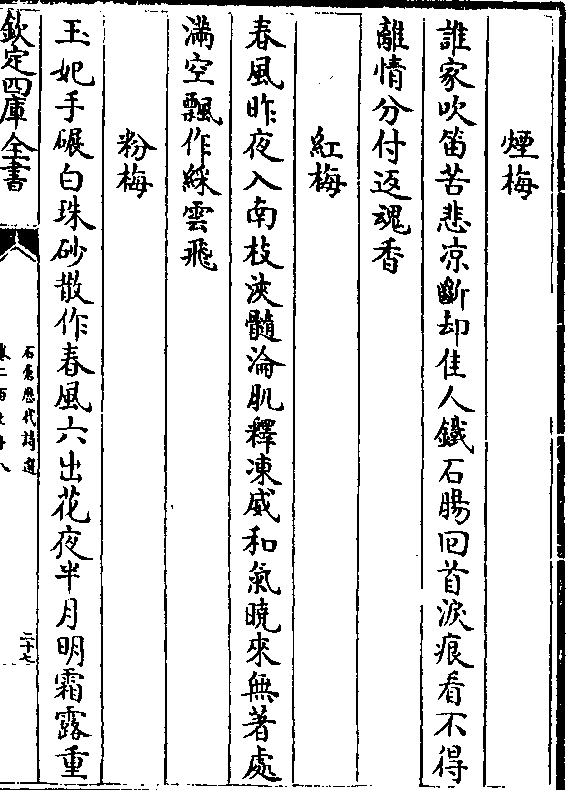 煙梅
誰家吹笛苦悲凉斷却佳人鐵石腸回首淚痕看不得
離情分付返魂香
紅梅
春風昨夜入南枝浹髓淪肌釋凍威和氣曉來無著處
滿空飄作綵雲飛
粉梅
玉妃手碾白珠砂散作春風六出花夜半月明霜露重
欽定四庫全書
石倉歴代詩選
二十七